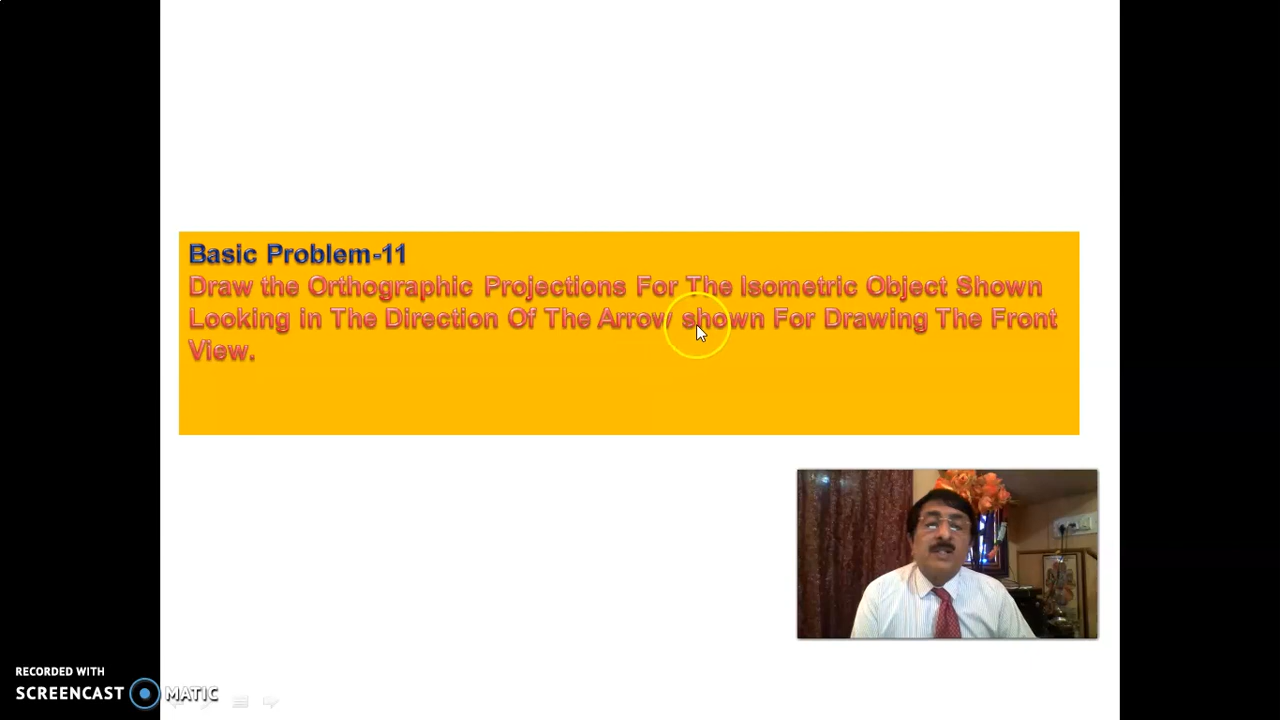 Basic Problem-11
Draw the Orthographic Projections For The Isometric Object Shown
Looking in The Direction Of The Arrow shown For Drawing The Front
View.
RECORDED WITH
SCREENCAST MATIC